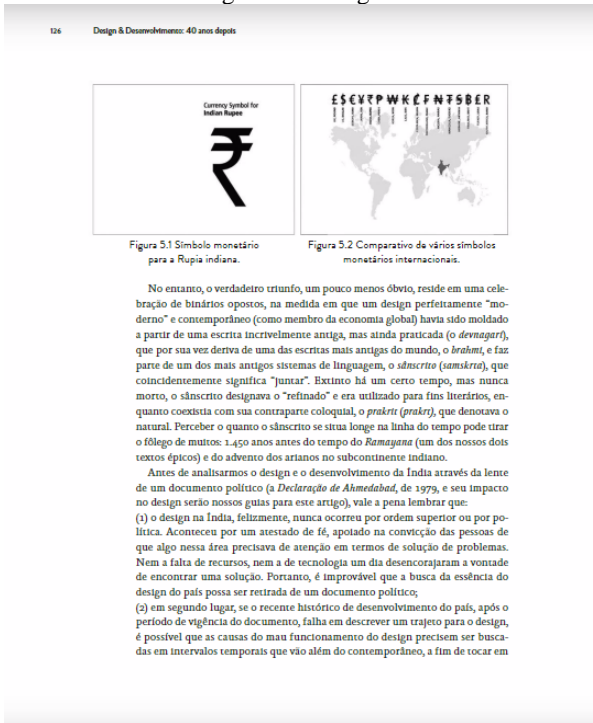 126 Design & Desenvolvimento: 40 anos depois
Currency Symbol for
Indian Rupee
₹
Figura 5.1 Símbolo monetário
para a Rupia indiana.
Figura 5.2 Comparativo de vários símbolos
monetários internacionais.
No entanto, o verdadeiro triunfo, um pouco menos óbvio, reside em uma cele-
bração de binários opostos, na medida em que um design perfeitamente “mo-
derno” e contemporâneo (como membro da economia global) havia sido moldado
a partir de uma escrita incrivelmente antiga, mas ainda praticada (o devnagari),
que por sua vez deriva de uma das escritas mais antigas do mundo, o brahmi, e faz
parte de um dos mais antigos sistemas de linguagem, o sânscrito (samskrta), que
coincidentemente significa “juntar”. Extinto há um certo tempo, mas nunca
morto, o sânscrito designava o “refinado” e era utilizado para fins literários, en-
quanto coexistia com sua contraparte coloquial, o prakrit (prakrt), que denotava o
natural. Perceber o quanto o sânscrito se situa longe na linha do tempo pode tirar
o fôlego de muitos: 1.450 anos antes do tempo do Ramayana (um dos nossos dois
textos épicos) e do advento dos arianos no subcontinente indiano.
Antes de analisarmos o design e o desenvolvimento da Índia através da lente
de um documento político (a Declaração de Ahmedabad, de 1979, e seu impacto
no design serão nossos guias para este artigo), vale a pena lembrar que:
(1) o design na Índia, felizmente, nunca ocorreu por ordem superior ou por po-
lítica. Aconteceu por um atestado de fé, apoiado na convicção das pessoas de
que algo nessa área precisava de atenção em termos de solução de problemas.
Nem a falta de recursos, nem a de tecnologia um dia desencorajaram a vontade
de encontrar uma solução. Portanto, é improvável que a busca da essência do
design do país possa ser retirada de um documento político;
(2) em segundo lugar, se o recente histórico de desenvolvimento do país, após o
período de vigência do documento, falha em descrever um trajeto para o design,
é possível que as causas do mau funcionamento do design precisem ser busca-
das em intervalos temporais que vão além do contemporâneo, a fim de tocar em